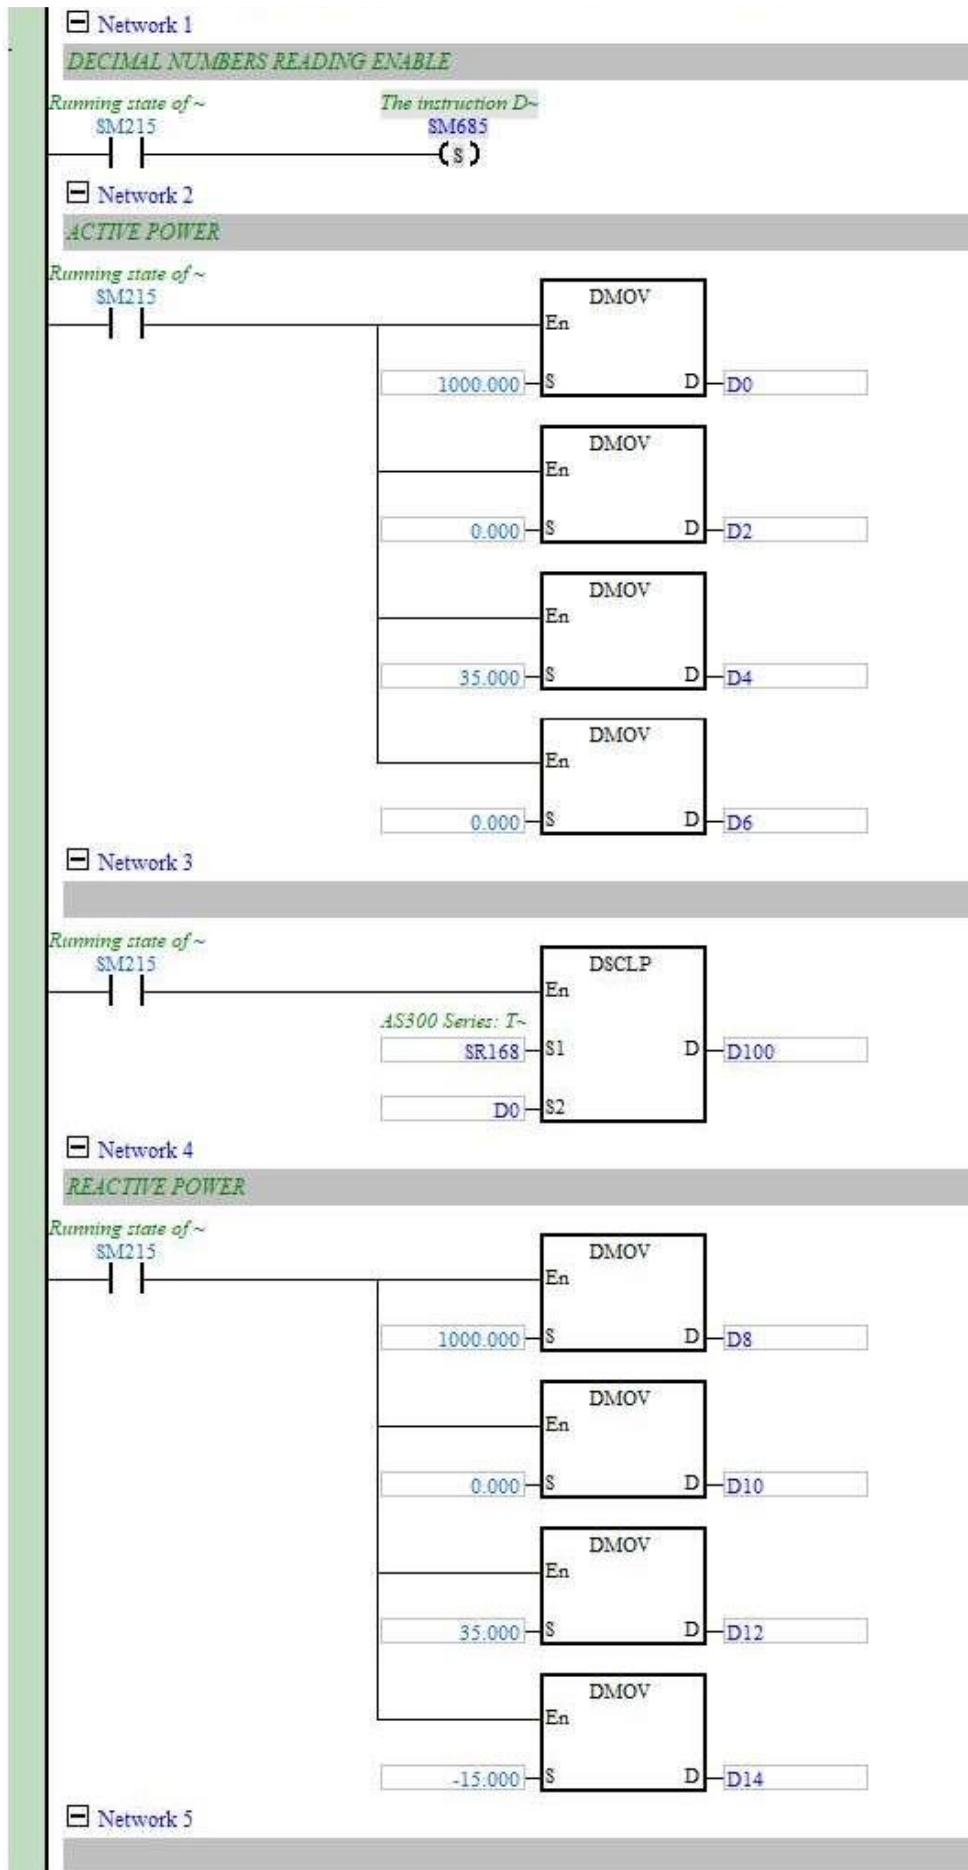 Network 1
DECIMAL NUMBERS READING ENABLE
Running state of ~
The instruction D~
SM215
SM685
S
Network 2
ACTIVE POWER
Running state of ~
SM215
DMOV
En
1000.000 S D D0
DMOV
En
0.000 S D D2
DMOV
En
35.000 S D D4
DMOV
En
0.000 S D D6
Network 3
Running state of ~
SM215
DSCLP
En
AS300 Series: T~
SR168 S1 D D100
D0 S2
Network 4
REACTIVE POWER
Running state of ~
SM215
DMOV
En
1000.000 S D D8
DMOV
En
0.000 S D D10
DMOV
En
35.000 S D D12
DMOV
En
-15.000 S D D14
Network 5